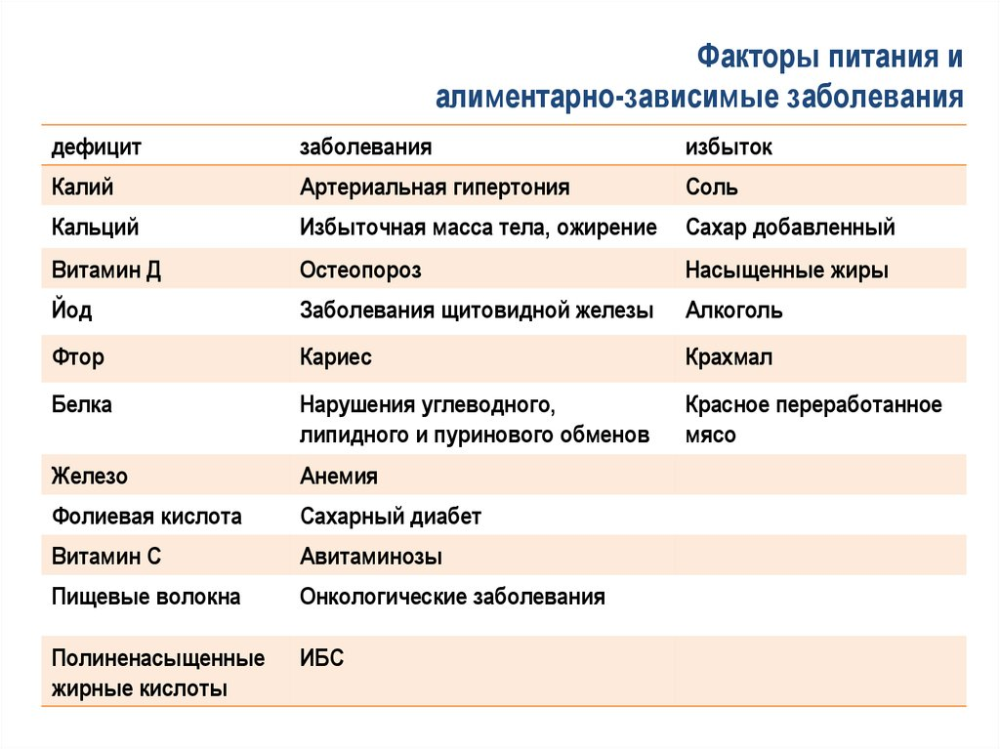 Факторы питания и
алиментарно-зависимые заболевания
дефицит заболевания избыток
Калий Артериальная гипертония Соль
Кальций Избыточная масса тела, ожирение Сахар добавленный
Витамин Д Остеопороз Насыщенные жиры
Йод Заболевания щитовидной железы Алкоголь
Фтор Кариес Крахмал
Белка Нарушения углеводного, Красное переработанное
липидного и пуринового обменов мясо
Железо Анемия
Фолиевая кислота Сахарный диабет
Витамин С Авитаминозы
Пищевые волокна Онкологические заболевания
Полиненасыщенные ИБС
жирные кислоты